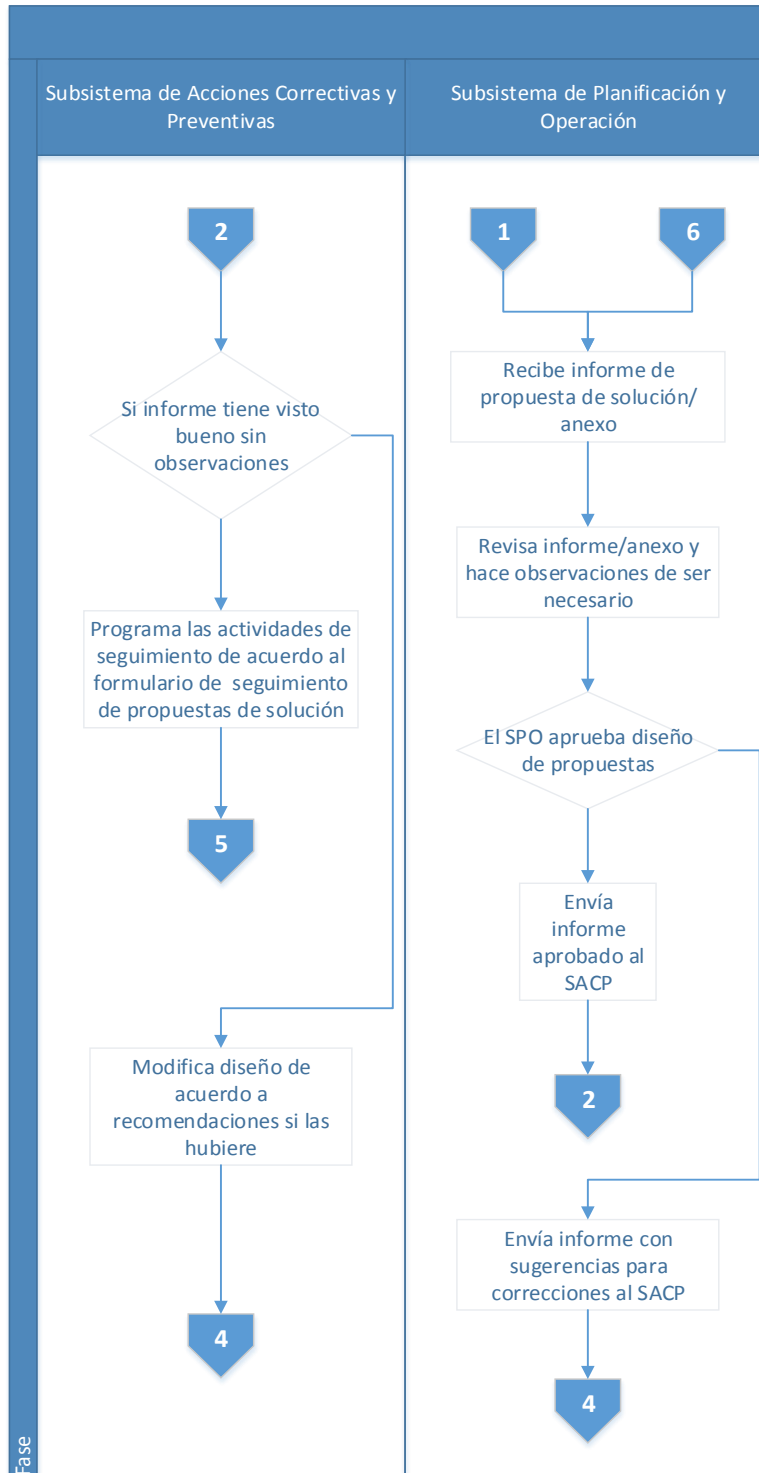 Subsistema de Acciones Correctivas y
Preventivas
Subsistema de Planificación y
Operación
2
Si informe tiene visto
bueno sin
observaciones
Programa las actividades de
seguimiento de acuerdo al
formulario de seguimiento
de propuestas de solución
5
Modifica diseño de
acuerdo a
recomendaciones si las
hubiere
4
1
6
Recibe informe de
propuesta de solución/
anexo
Revisa informe/anexo y
hace observaciones de ser
necesario
El SPO aprueba diseño
de propuestas
Envía
informe
aprobado al
SACP
2
Envía informe con
sugerencias para
correcciones al SACP
4
Fase